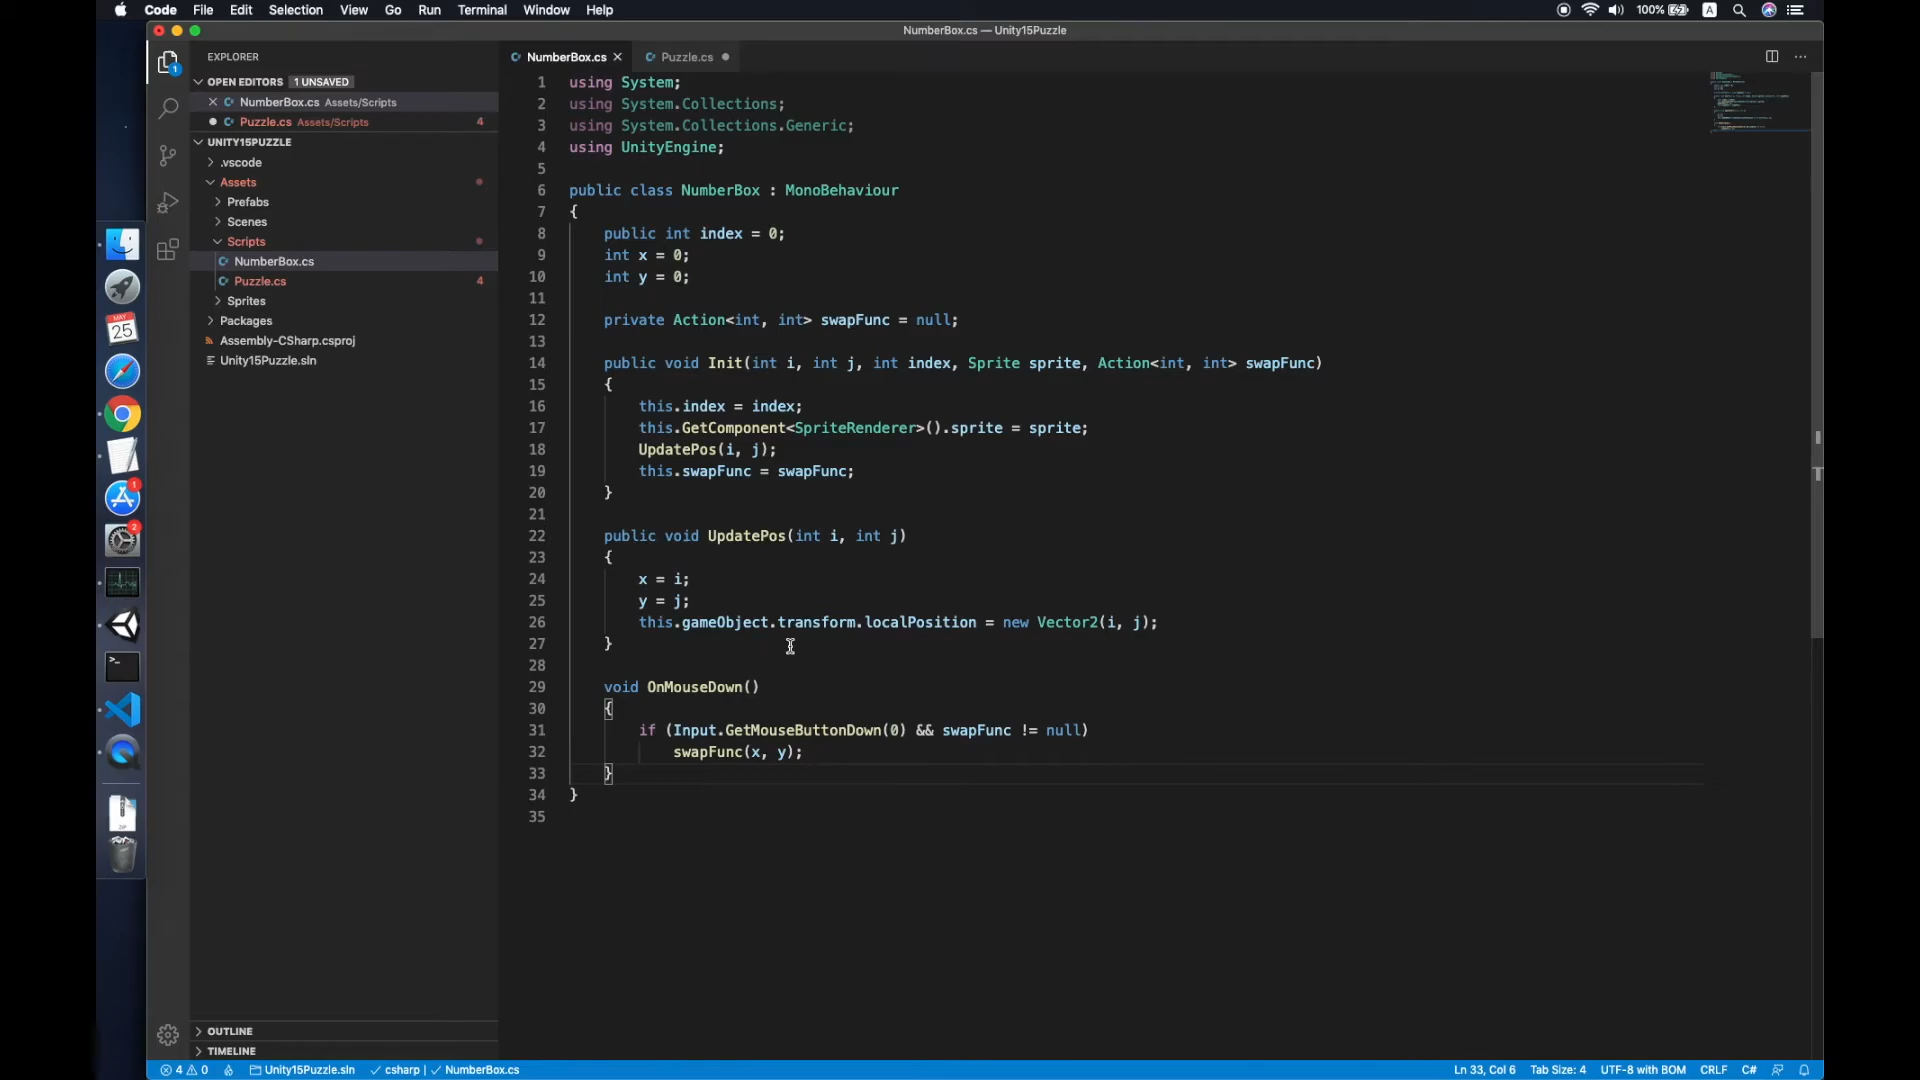 Code File Edit Selection View Go Run Terminal Window Help 100% A
NumberBox.cs — Unity15Puzzle
EXPLORER
OPEN EDITORS 1 UNSAVED
NumberBox.cs Assets/Scripts
Puzzle.cs Assets/Scripts 4
UNITY15PUZZLE
.vscode
Assets
Prefabs
Scenes
Scripts
NumberBox.cs
Puzzle.cs 4
Sprites
Packages
Assembly-CSharp.csproj
Unity15Puzzle.sln
OUTLINE
TIMELINE
1
MAY
25
1
2
ZIP
NumberBox.cs Puzzle.cs
1 using System;
2 using System.Collections;
3 using System.Collections.Generic;
4 using UnityEngine;
5
6 public class NumberBox : MonoBehaviour
7 {
8 public int index = 0;
9 int x = 0;
10 int y = 0;
11
12 private Action<int, int> swapFunc = null;
13
14 public void Init(int i, int j, int index, Sprite sprite, Action<int, int> swapFunc)
15 {
16 this.index = index;
17 this.GetComponent<SpriteRenderer>().sprite = sprite;
18 UpdatePos(i, j);
19 this.swapFunc = swapFunc;
20 }
21
22 public void UpdatePos(int i, int j)
23 {
24 x = i;
25 y = j;
26 this.gameObject.transform.localPosition = new Vector2(i, j);
27 }
28
29 void OnMouseDown()
30 {
31 if (Input.GetMouseButtonDown(0) && swapFunc != null)
32 swapFunc(x, y);
33 }
34 }
35
4 0 Unity15Puzzle.sln csharp | NumberBox.cs Ln 33, Col 6 Tab Size: 4 UTF-8 with BOM CRLF C#